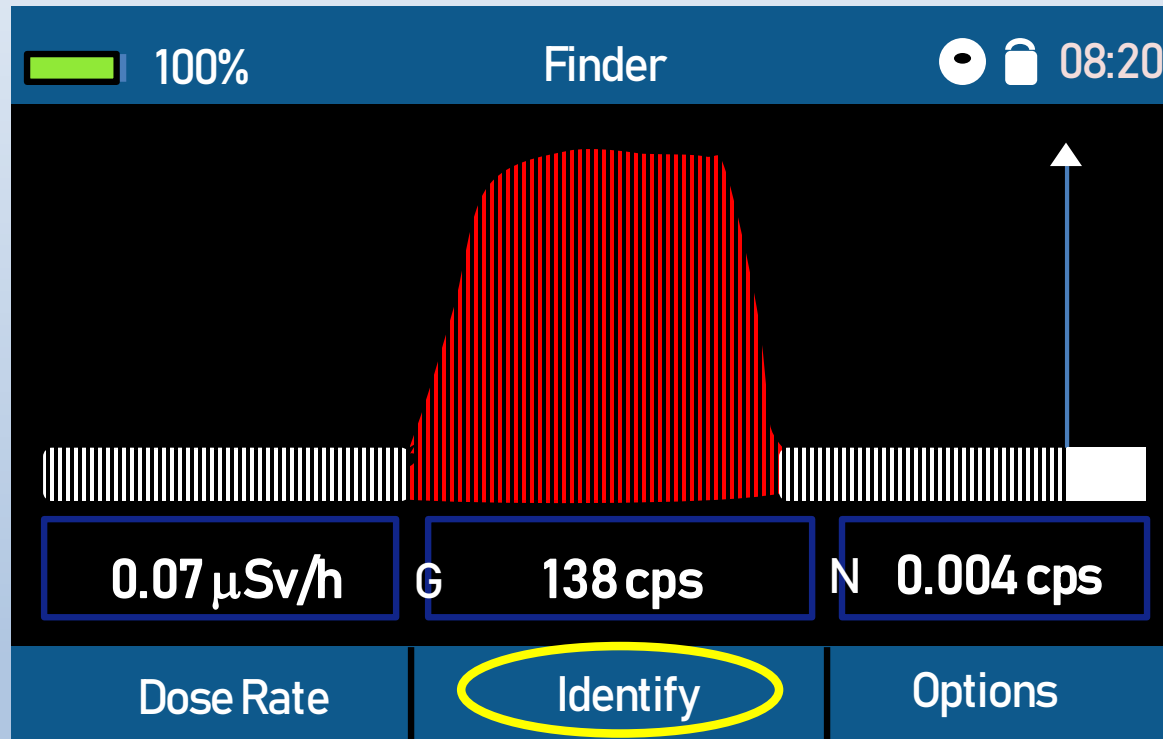 100% Finder 08:20
0.07 μSv/h G 138 cps N 0.004 cps
Dose Rate Identify Options